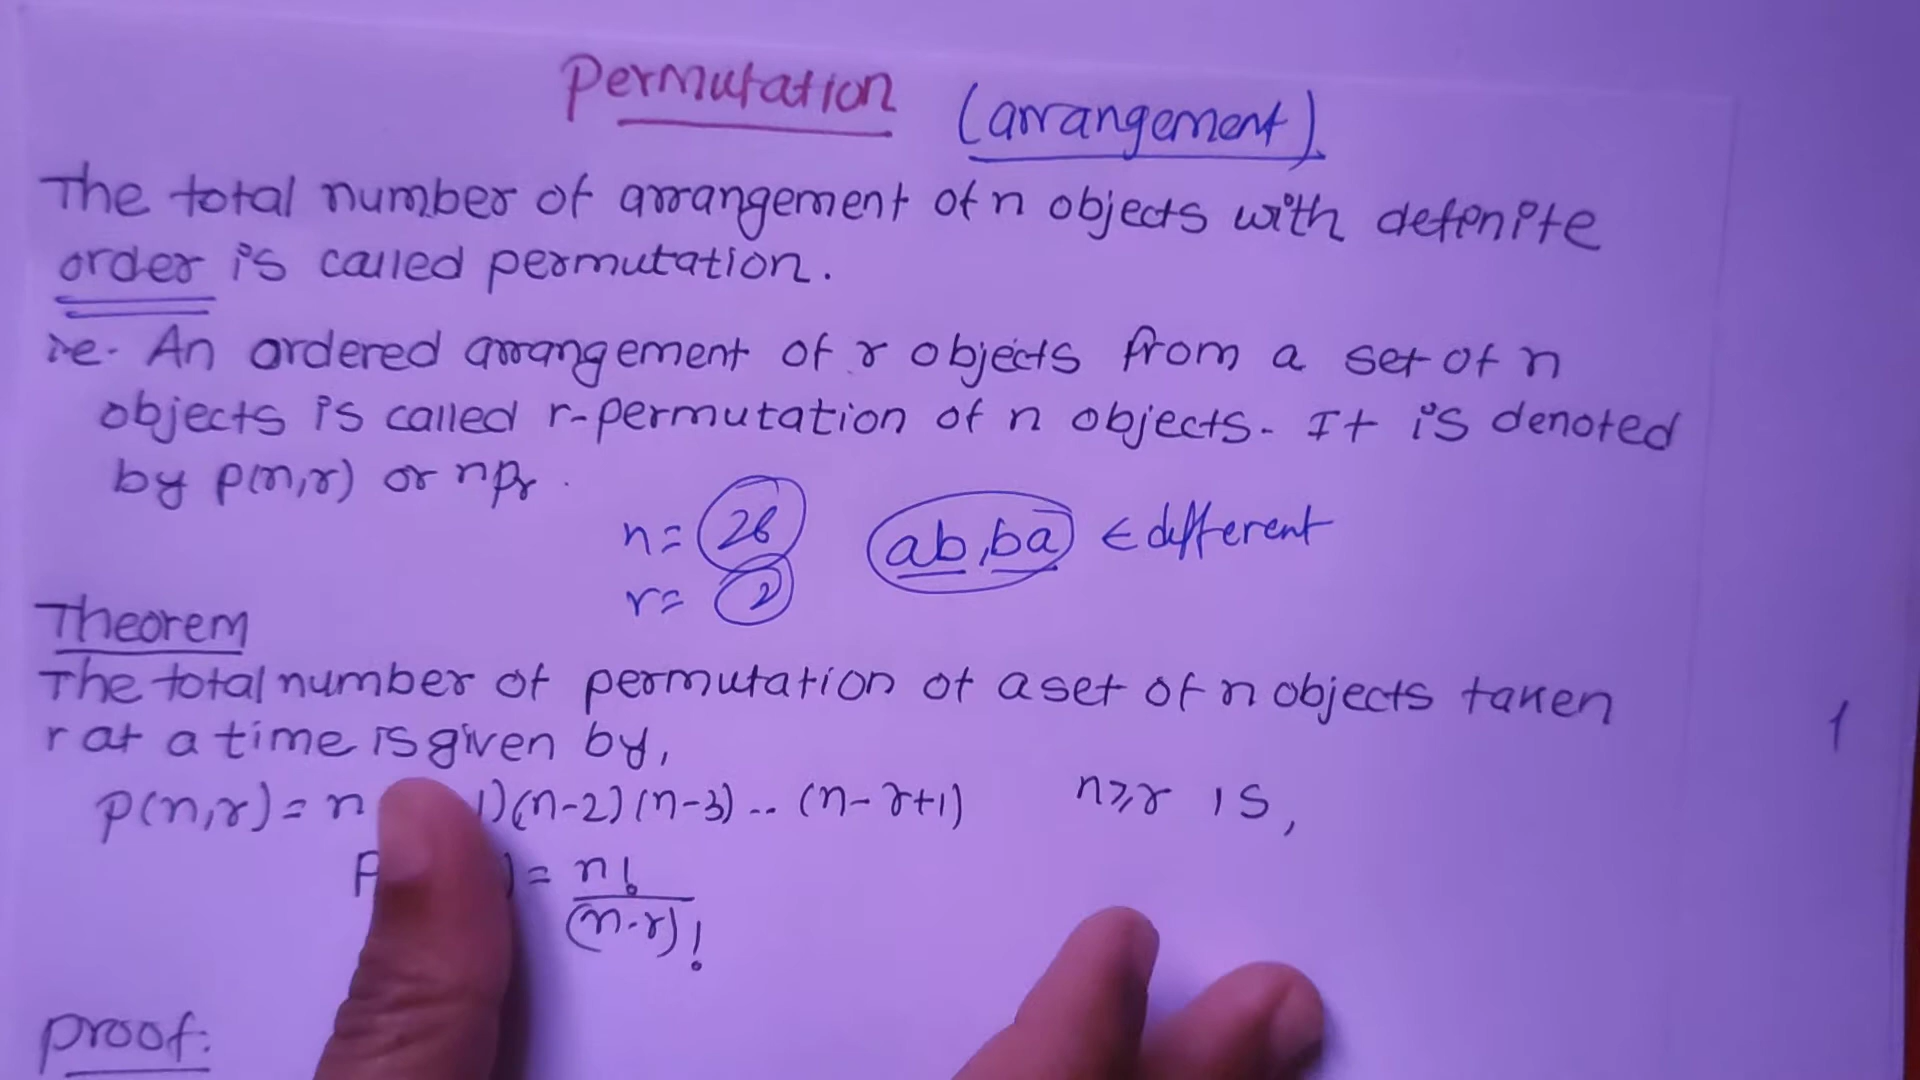 Permutation (arrangement)
The total number of arrangement of n objects with definite
order is called permutation.
i.e. An ordered arrangement of r objects from a set of n
objects is called r-permutation of n objects. It is denoted
by p(n,r) or npr.
n= 26 ab, ba ← different
r= 2
Theorem
The total number of permutation of a set of n objects taken
r at a time is given by,
p(n,r) = n 1)(n-2)(n-3).. (n-r+1) n≥r is,
P ) = n!
(n-r)!
proof:
1